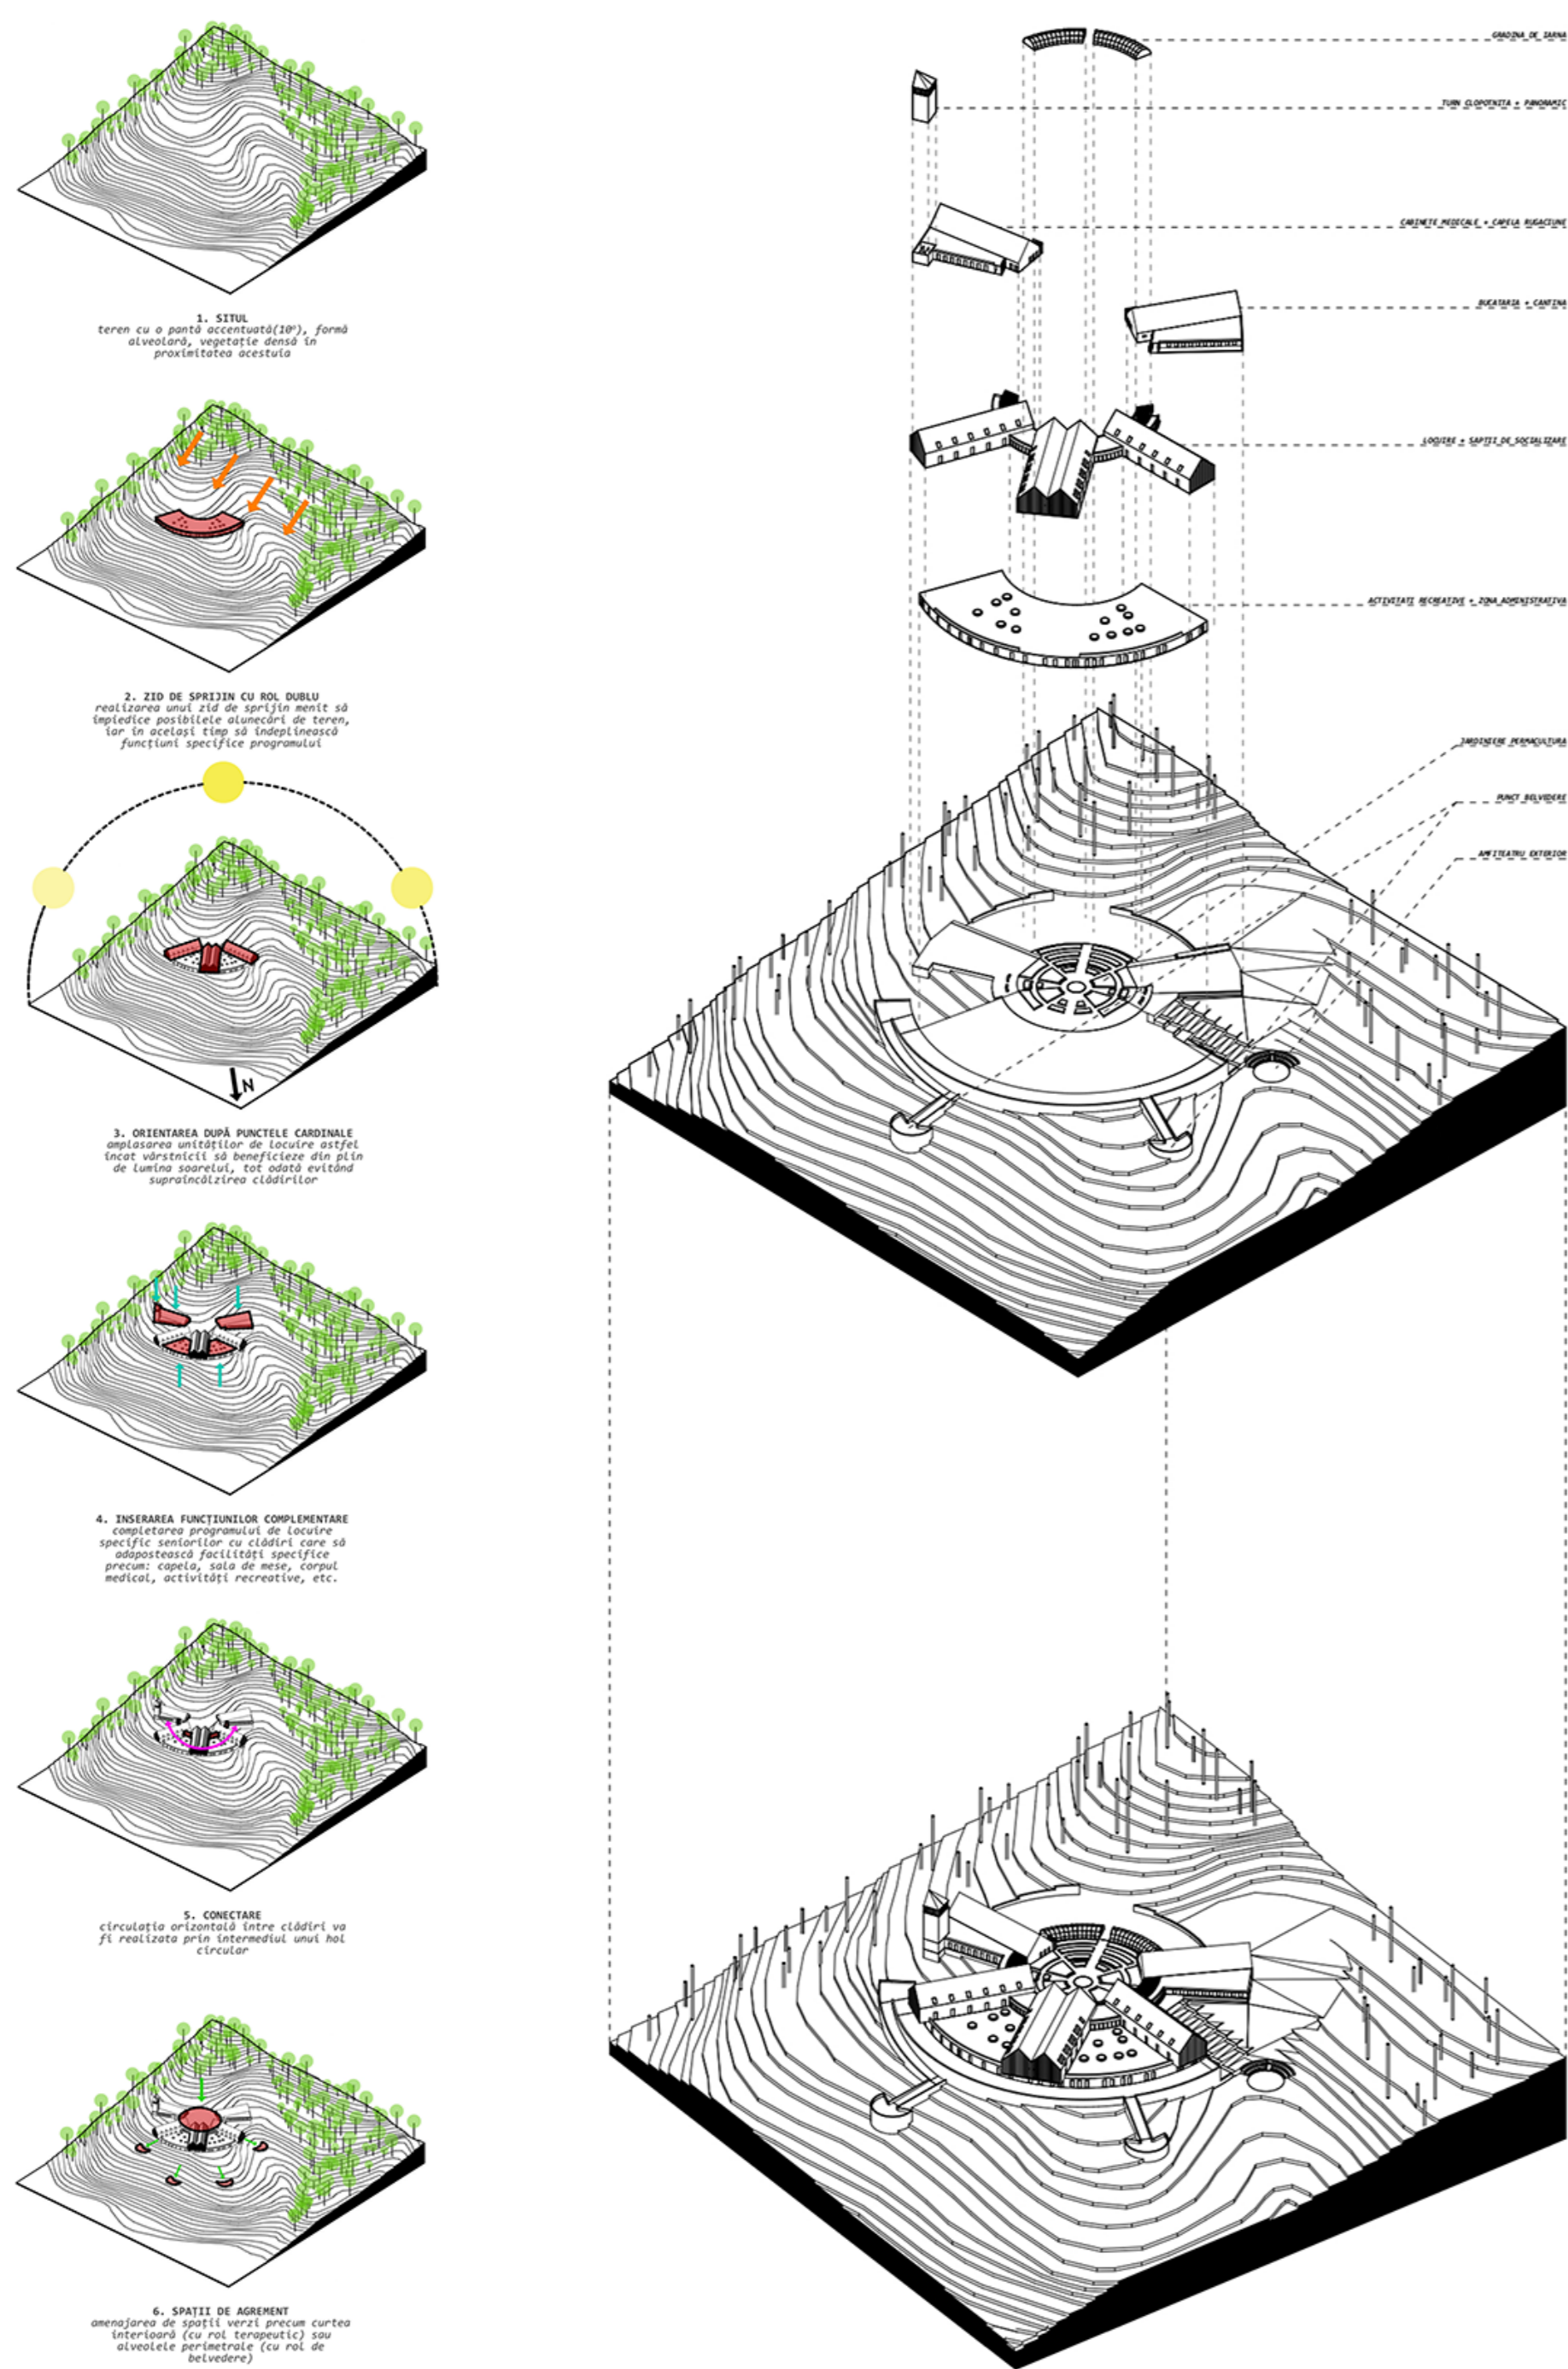 1. SITUL
teren cu o pantă accentuată(10°), formă
alveolară, vegetație densă în
proximitatea acestuia
2. ZID DE SPRIJIN CU ROL DUBLU
realizarea unui zid de sprijin menit să
împiedice posibilele alunecări de teren,
iar în același timp să îndeplinească
funcțiuni specifice programului
N
3. ORIENTAREA DUPĂ PUNCTELE CARDINALE
amplasarea unităților de locuire astfel
încat vârstnicii să beneficieze din plin
de lumina soarelui, tot odată evitând
supraîncălzirea clădirilor
4. INSERAREA FUNCȚIUNILOR COMPLEMENTARE
completarea programului de locuire
specific seniorilor cu clădiri care să
adapostească facilități specifice
precum: capela, sala de mese, corpul
medical, activități recreative, etc.
5. CONECTARE
circulația orizontală între clădiri va
fi realizata prin intermediul unui hol
circular
6. SPAȚII DE AGREMENT
amenajarea de spații verzi precum curtea
interioară (cu rol terapeutic) sau
alveolele perimetrale (cu rol de
belvedere)
GRADINA DE IARNA
TURN CLOPOTNITA + PANORAMIC
CABINETE MEDICALE + CAPELA RUGACIUNE
BUCATARIA + CANTINA
LOCUIRE + SAPTII DE SOCIALIZARE
ACTIVITATI RECREATIVE + ZONA ADMINISTRATIVA
JARDINIERE PERMACULTURA
PUNCT BELVEDERE
AMFITEATRU EXTERIOR